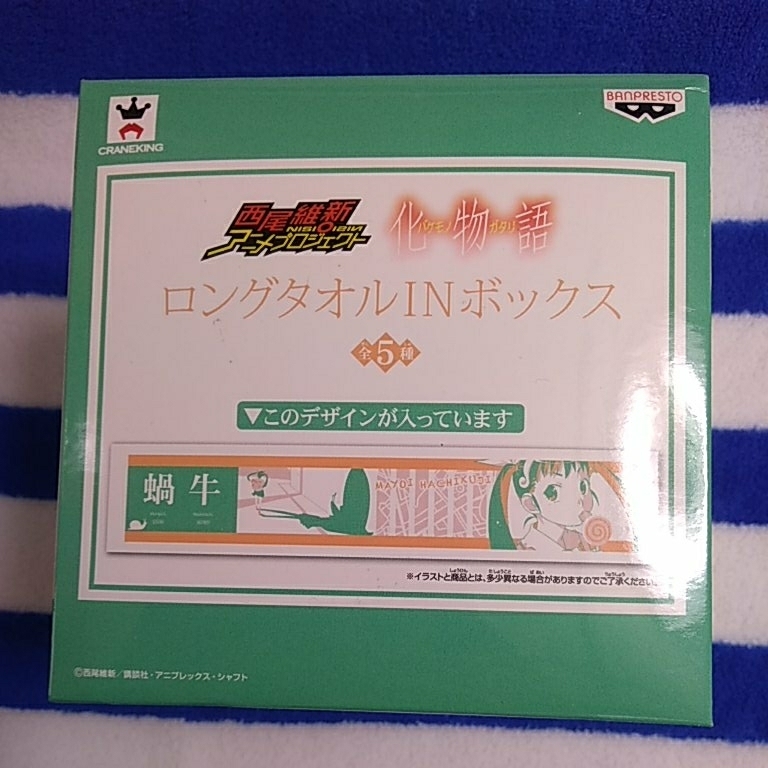 CRANEKING
BANPRESTO
西尾維新
NISIOISIN
アニメプロジェクト
化物語
バケモノ ガタリ
ロングタオルINボックス
全5種
▼このデザインが入っています
蝸牛
MAYOI HACHIKUJI
※イラストと商品とは、多少異なる場合がありますのでご了承ください。
©西尾維新／講談社・アニプレックス・シャフト